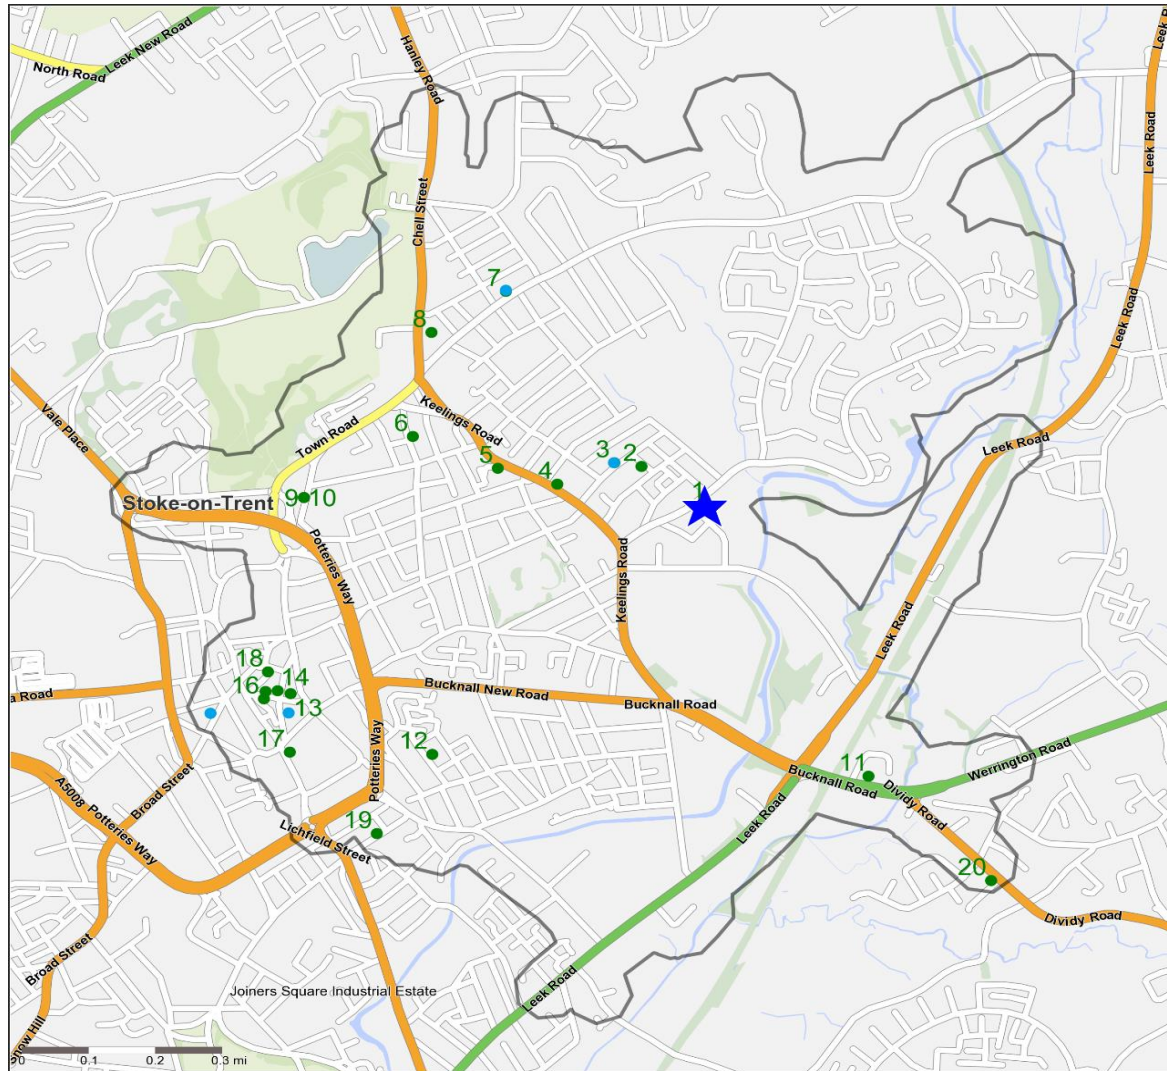 Leek New Road
North Road
Hanley Road
Leek Road
Chell Street
7
8
Leek Road
Leek Road
Vale Place
Town Road
Keelings Road
6
5
4
3
2
1
Leek Road
9 10
Stoke-on-Trent
Potteries Way
Keelings Road
Leek Road
18
16
14
13
17
a Road
Bucknall New Road
Bucknall Road
Potteries Way
12
11
Werrington Road
Bucknall Road
Dividy Road
A5008 Potteries Way
Broad Street
Lichfield Street
19
Leek Road
20
Dividy Road
Broad Street
Joiners Square Industrial Estate
Leek Road
now Hill
0 0.1 0.2 0.3 mi